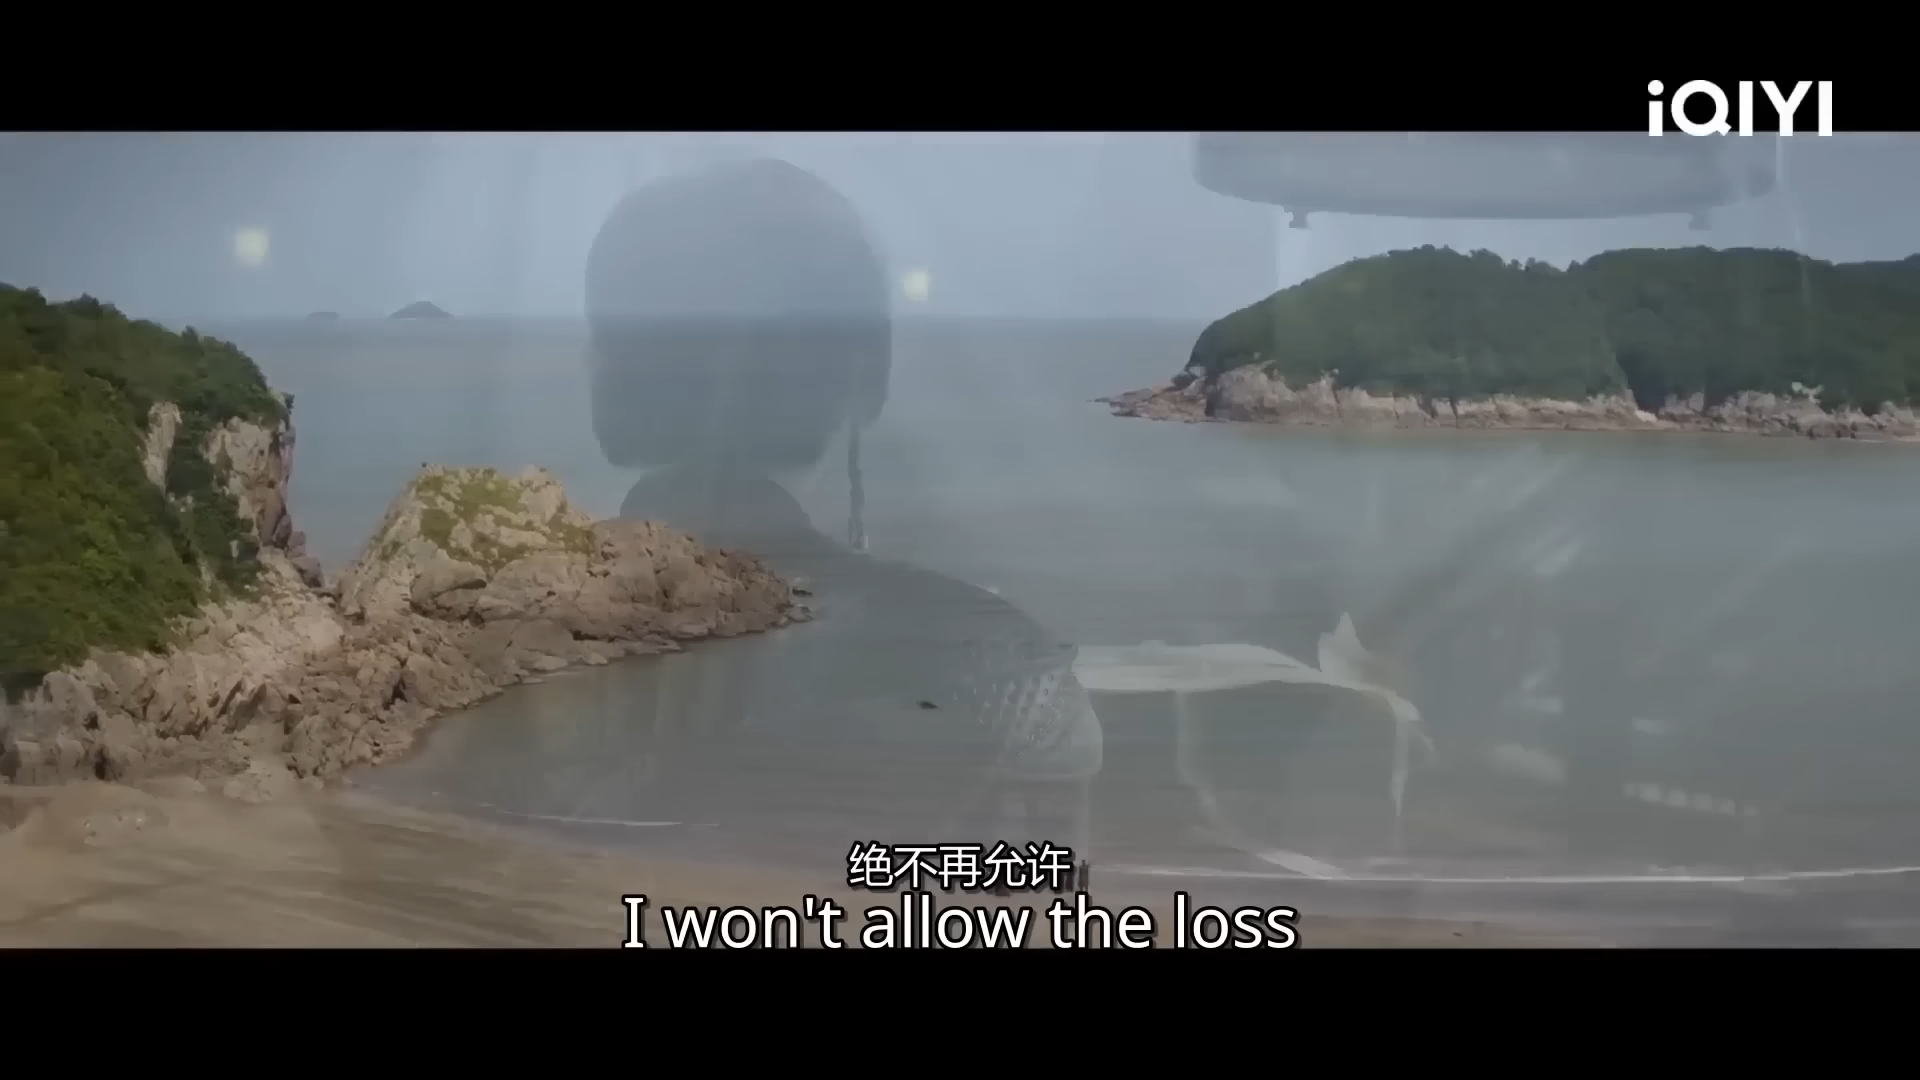 iQIYI
绝不再允许
I won't allow the loss